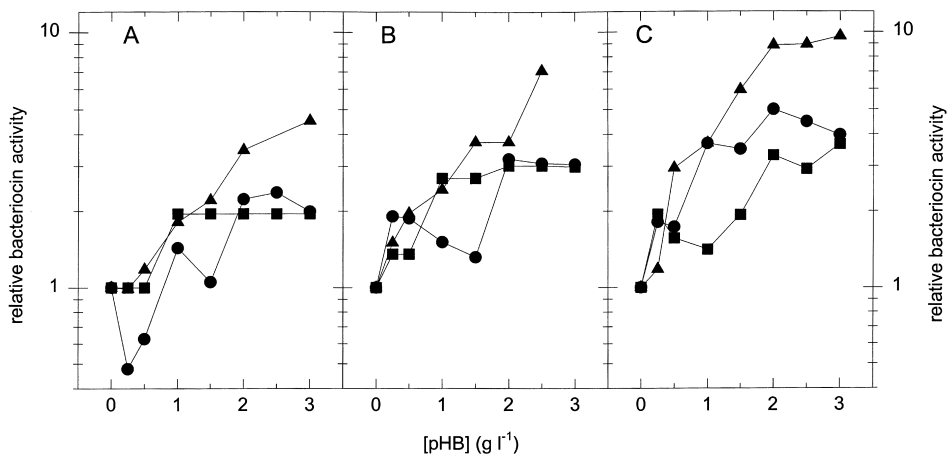 A B C
10 10
1 1
relative bacteriocin activity
relative bacteriocin activity
0 1 2 3 0 1 2 3 0 1 2 3
[pHB] (g l⁻¹)